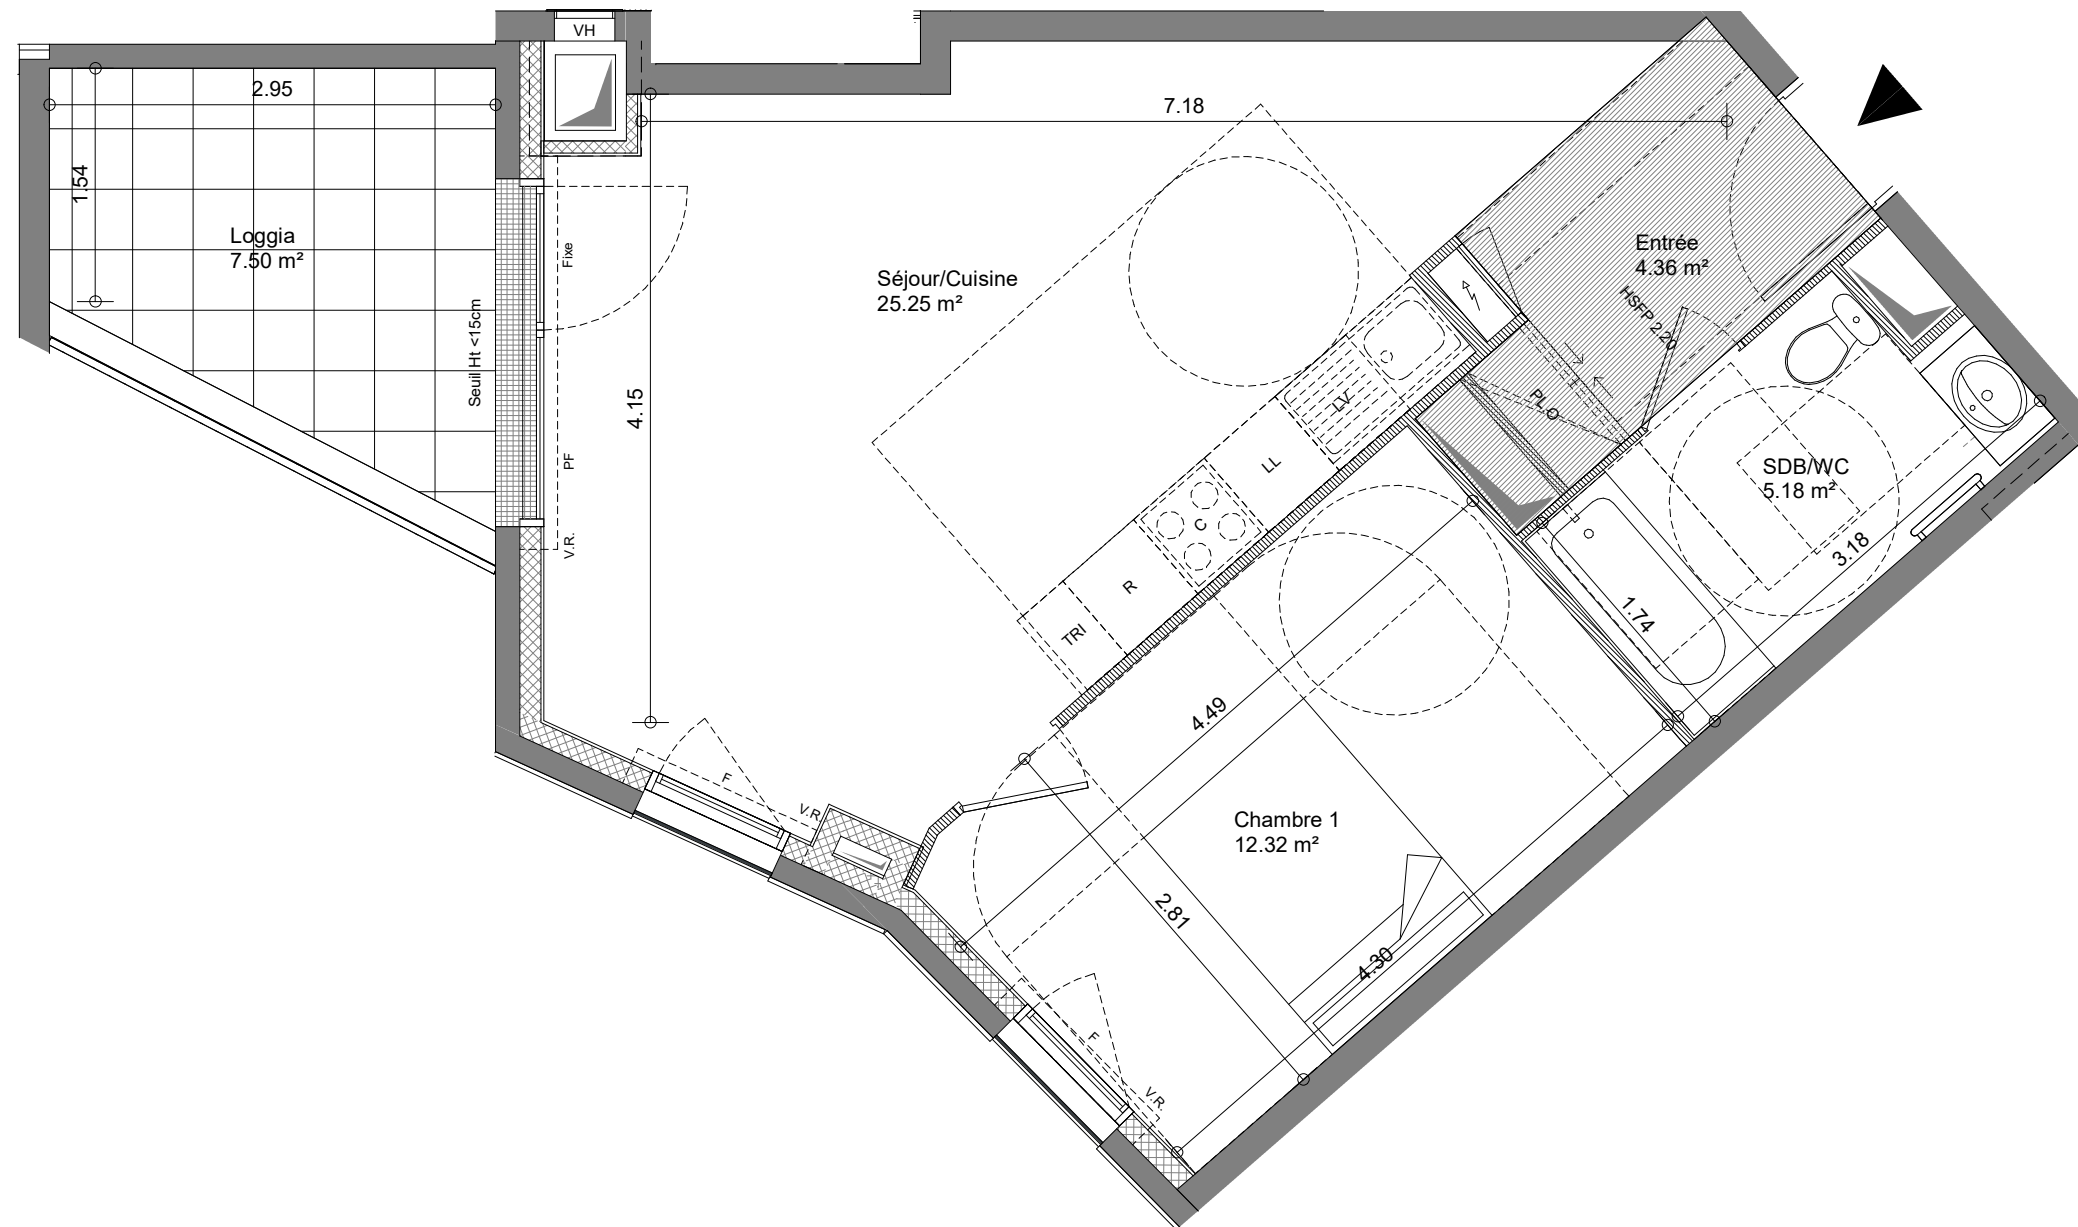 VH
2.95
7.18
1.54
Loggia
7.50 m²
Fixe
Entrée
4.36 m²
Séjour/Cuisine
25.25 m²
HSFP 2.20
Seuil Ht <15cm
4.15
PL.O
LV
LL
PF
SDB/WC
5.18 m²
C
V.R.
3.18
R
TRI
1.74
4.49
F
V.R.
Chambre 1
12.32 m²
2.81
4.30
F
V.R.